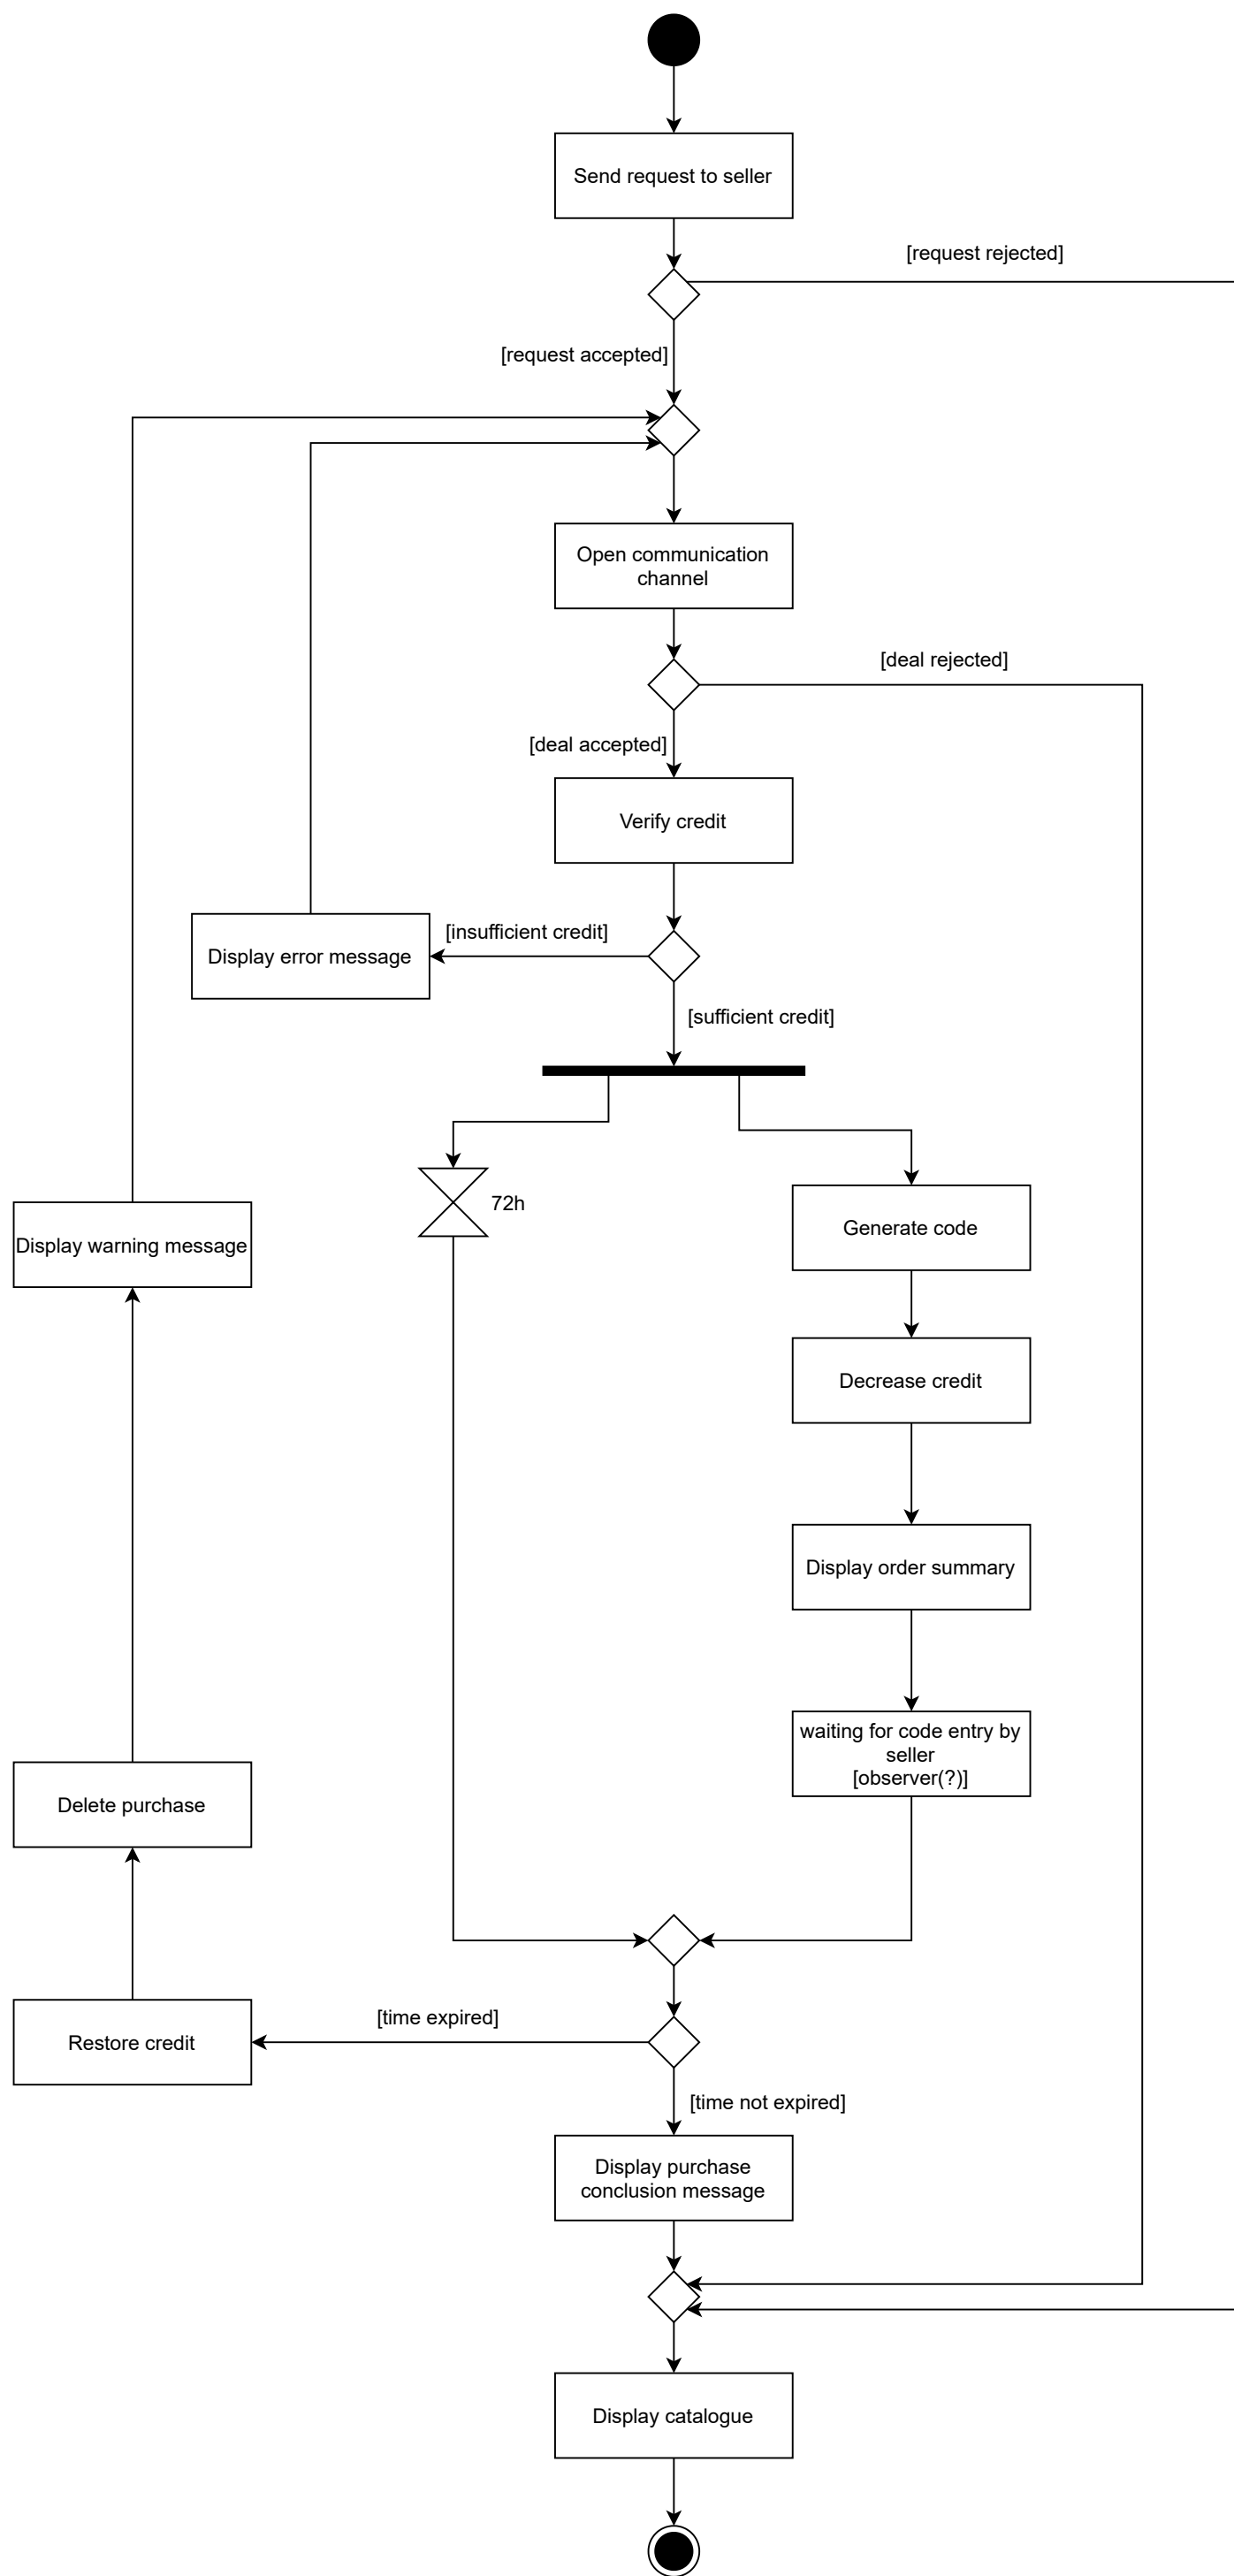 Send request to seller
[request rejected]
[request accepted]
Open communication
channel
[deal rejected]
[deal accepted]
Verify credit
[insufficient credit]
Display error message
[sufficient credit]
72h
Generate code
Display warning message
Decrease credit
Display order summary
waiting for code entry by
seller
[observer(?)]
Delete purchase
[time expired]
Restore credit
[time not expired]
Display purchase
conclusion message
Display catalogue